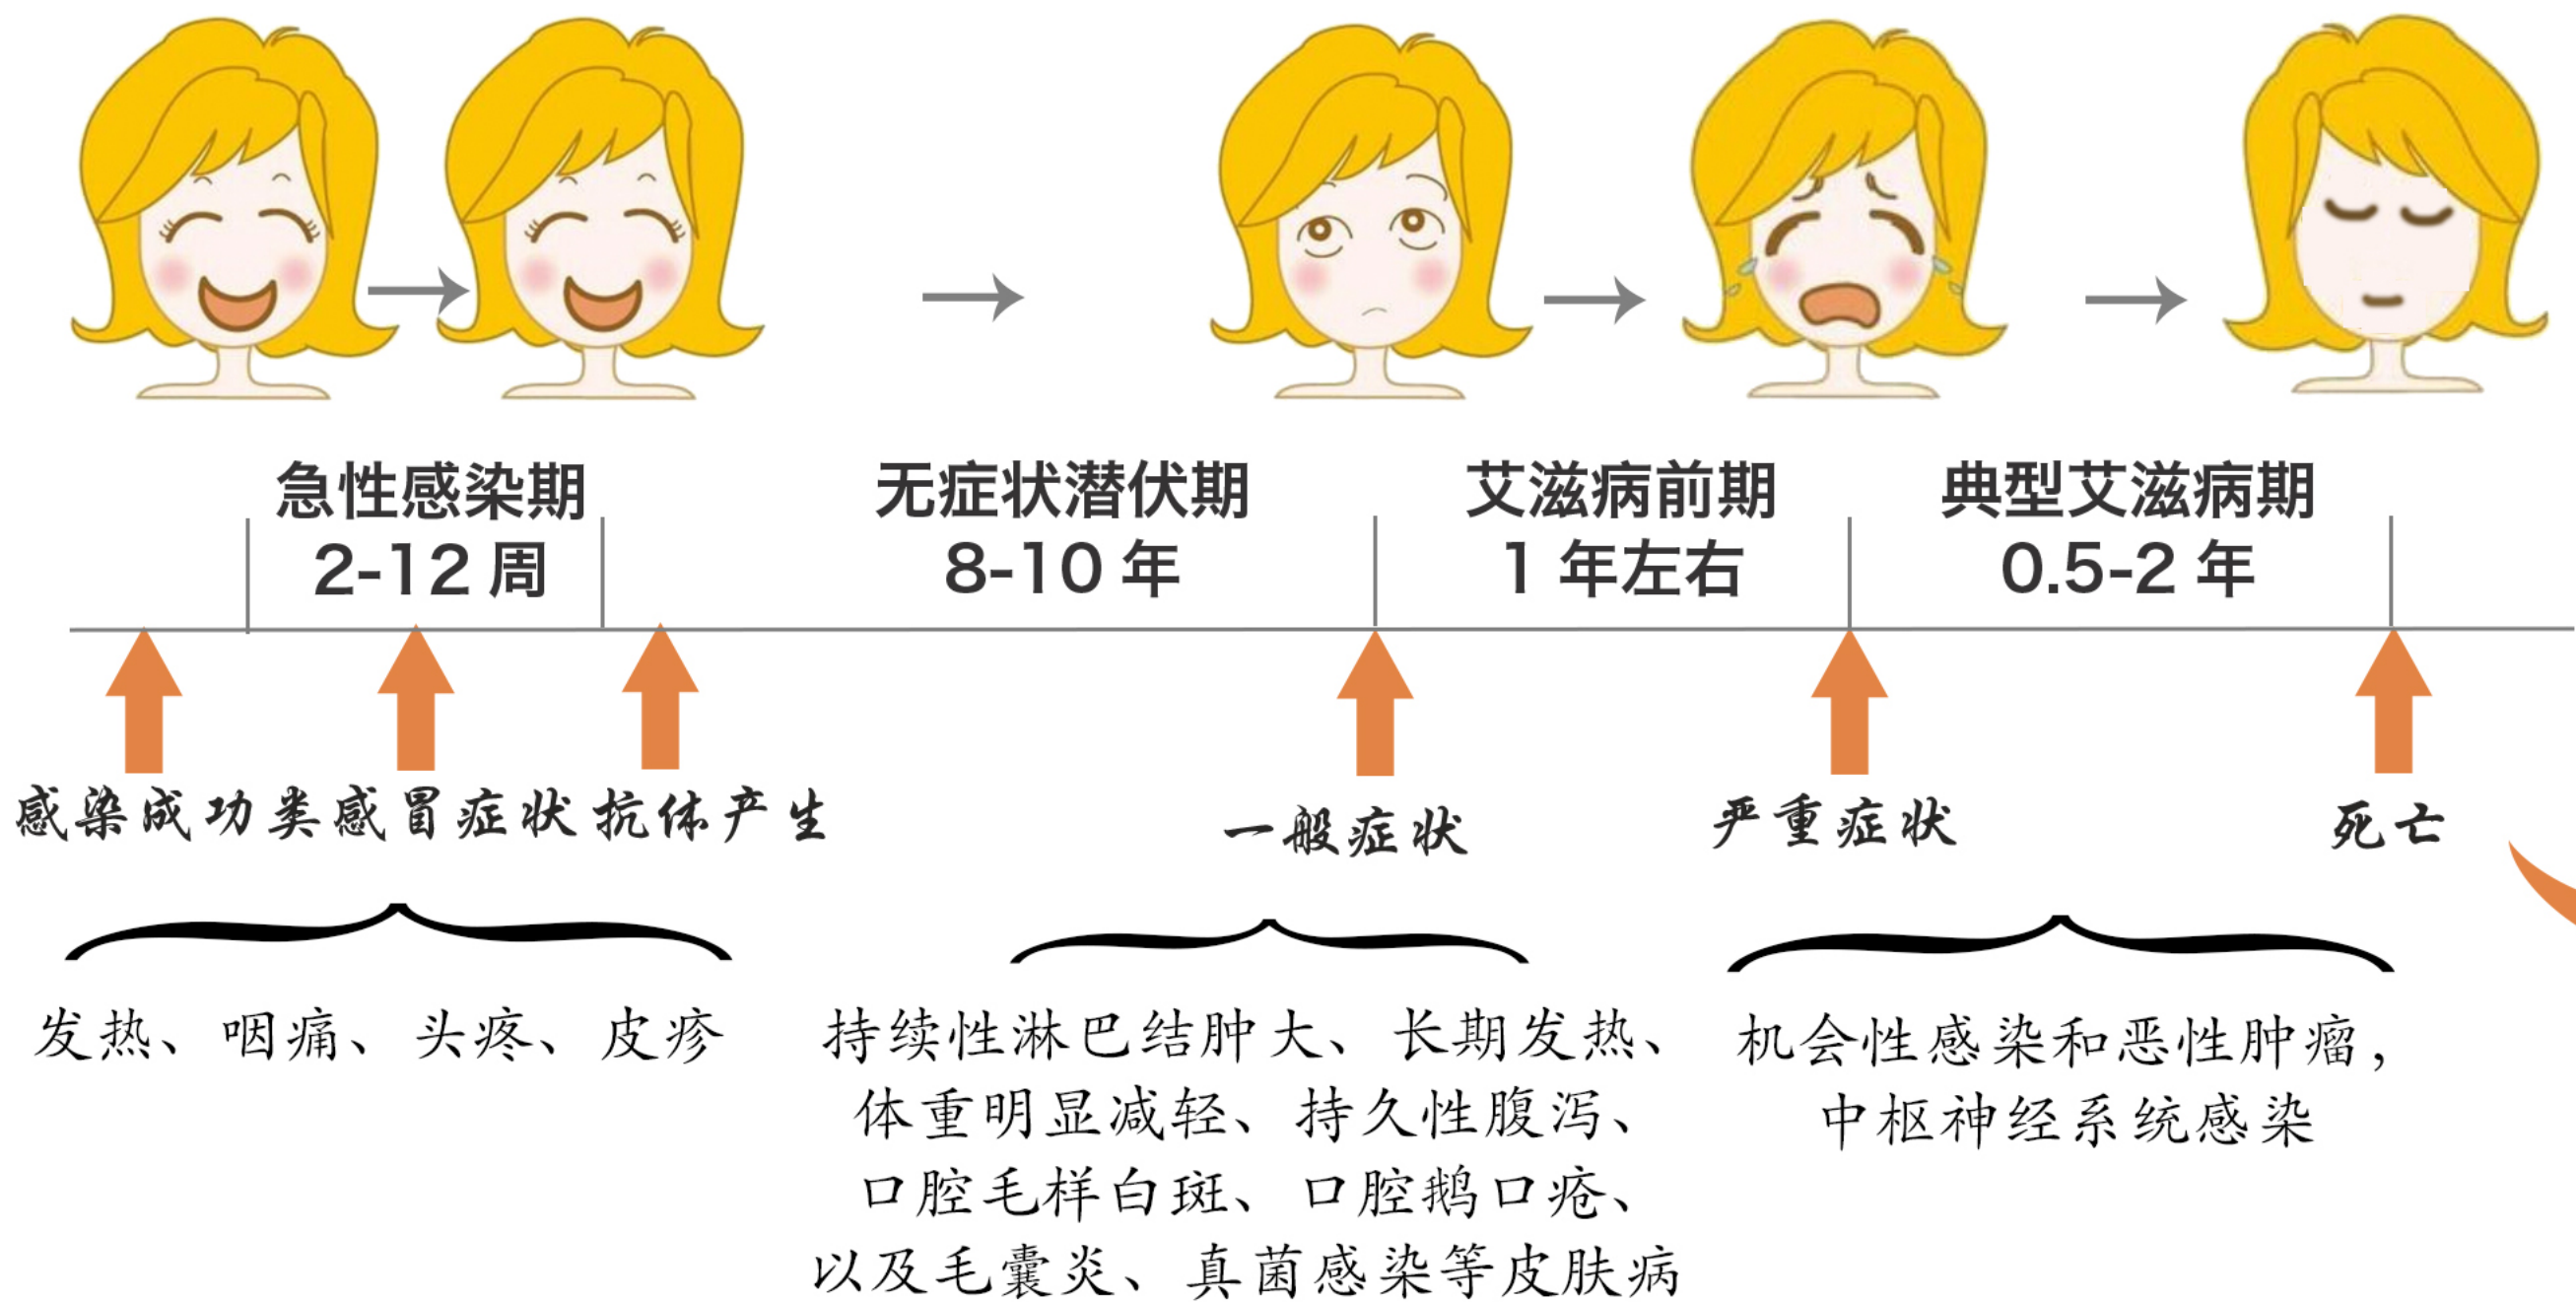 急性感染期
2-12 周
无症状潜伏期
8-10 年
艾滋病前期
1 年左右
典型艾滋病期
0.5-2 年
感染成功类感冒症状抗体产生
一般症状
严重症状
死亡
发热、咽痛、头疼、皮疹
持续性淋巴结肿大、长期发热、
体重明显减轻、持久性腹泻、
口腔毛样白斑、口腔鹅口疮、
以及毛囊炎、真菌感染等皮肤病
机会性感染和恶性肿瘤，
中枢神经系统感染